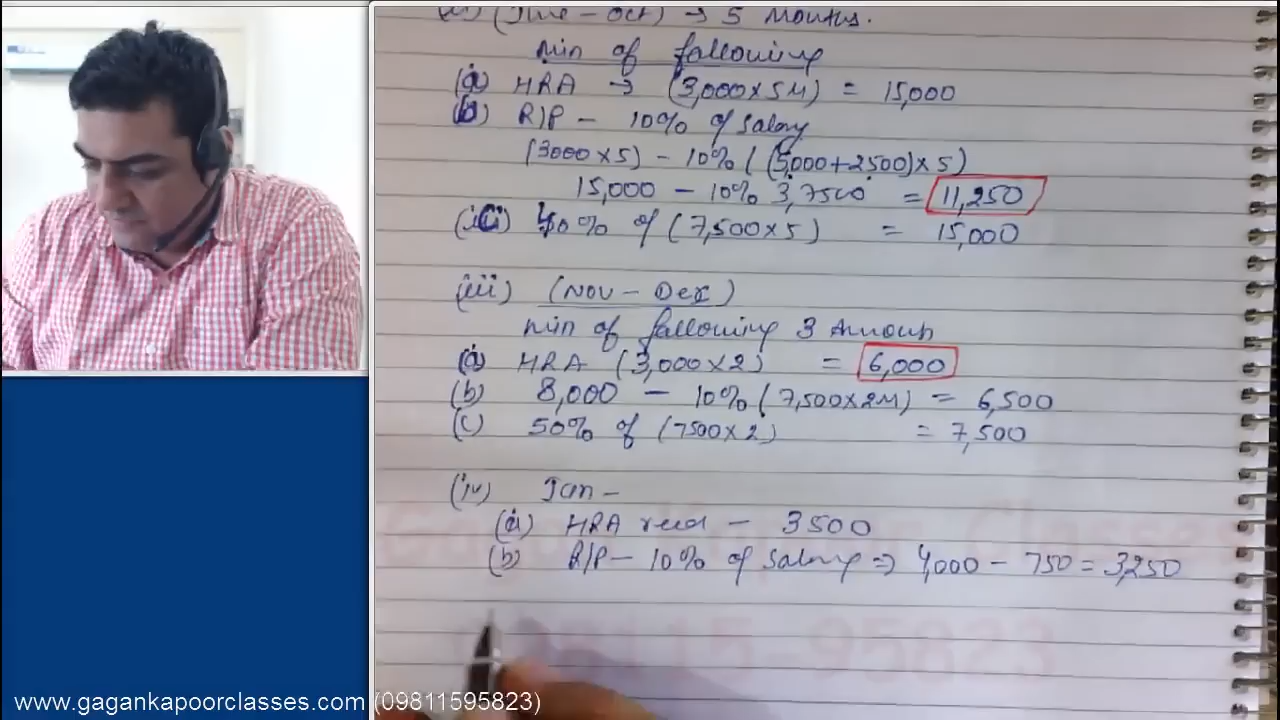 (June - Oct) → 5 Months.
Min of following
(a) HRA → (3,000×5M) = 15,000
(b) R/P - 10% of salary
(3000×5) - 10% ((5,000+2500)×5)
15,000 - 10% 3,7500 = 11,250
40% of (7,500×5) = 15,000
(iii) (Nov - Dec)
Min of following 3 Amount
(a) HRA (3,000×2) = 6,000
(b) 8,000 - 10% (7,500×2M) = 6,500
(c) 50% of (7500×2) = 7,500
(iv) Jan -
(a) HRA recd - 3500
(b) R/P - 10% of salary ⇒ 4,000 - 750 = 3,250
www.gagankapoorclasses.com (09811595823)